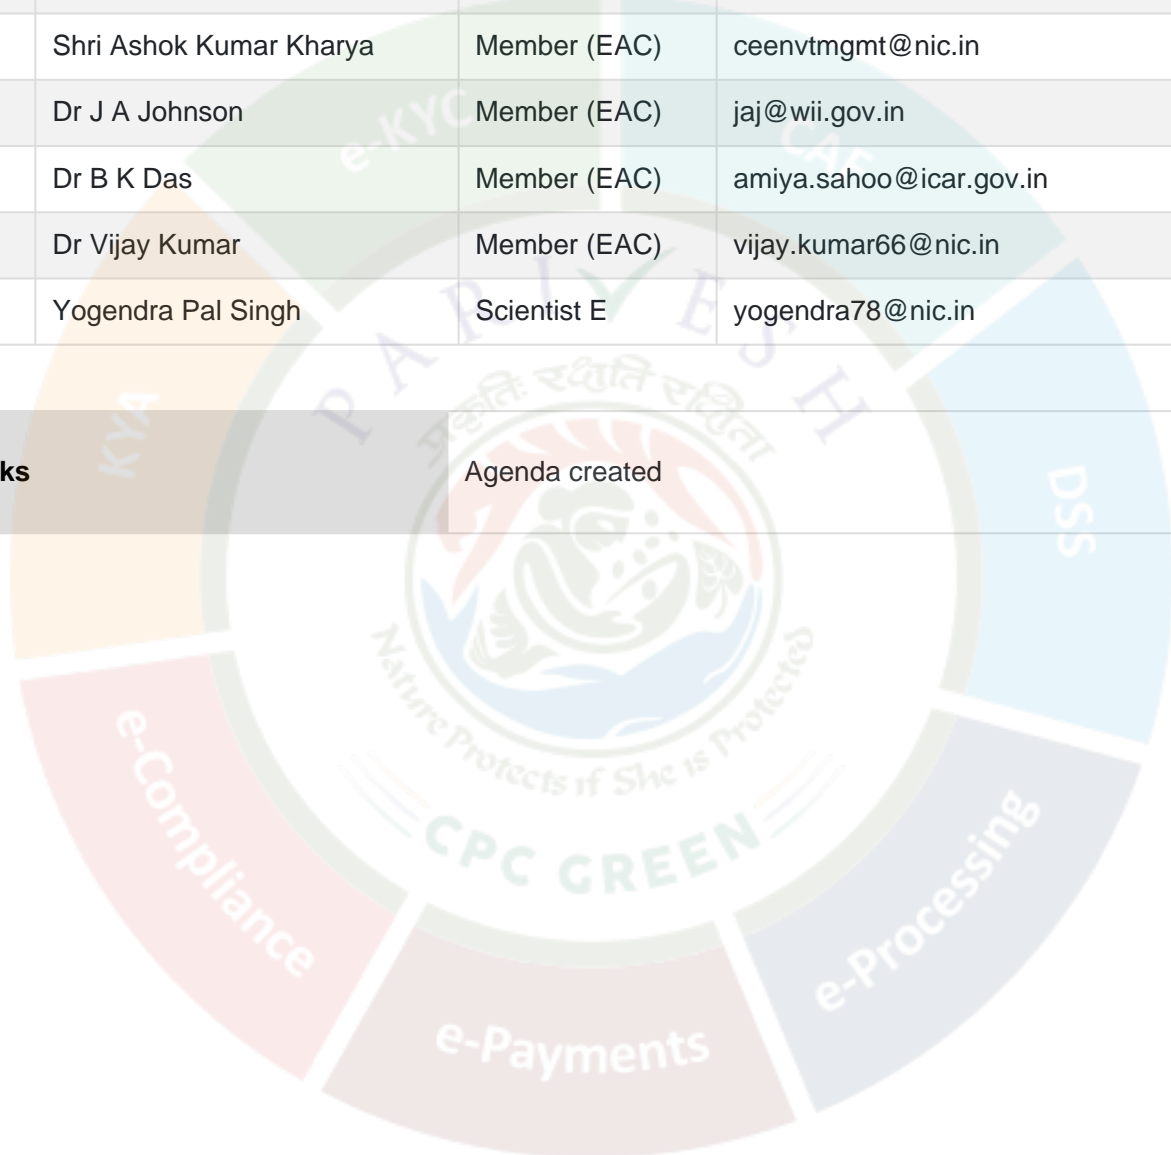 Shri Ashok Kumar Kharya Member (EAC) ceenvtmgmt@nic.in
Dr J A Johnson Member (EAC) jaj@wii.gov.in
Dr B K Das Member (EAC) amiya.sahoo@icar.gov.in
Dr Vijay Kumar Member (EAC) vijay.kumar66@nic.in
Yogendra Pal Singh Scientist E yogendra78@nic.in
ks Agenda created
e-KYC
CAF
KYA
PARIVESH
DSS
प्रकृतिः रक्षति रक्षिता
Nature Protects if She is Protected
CPC GREEN
e-Compliance
e-Processing
e-Payments